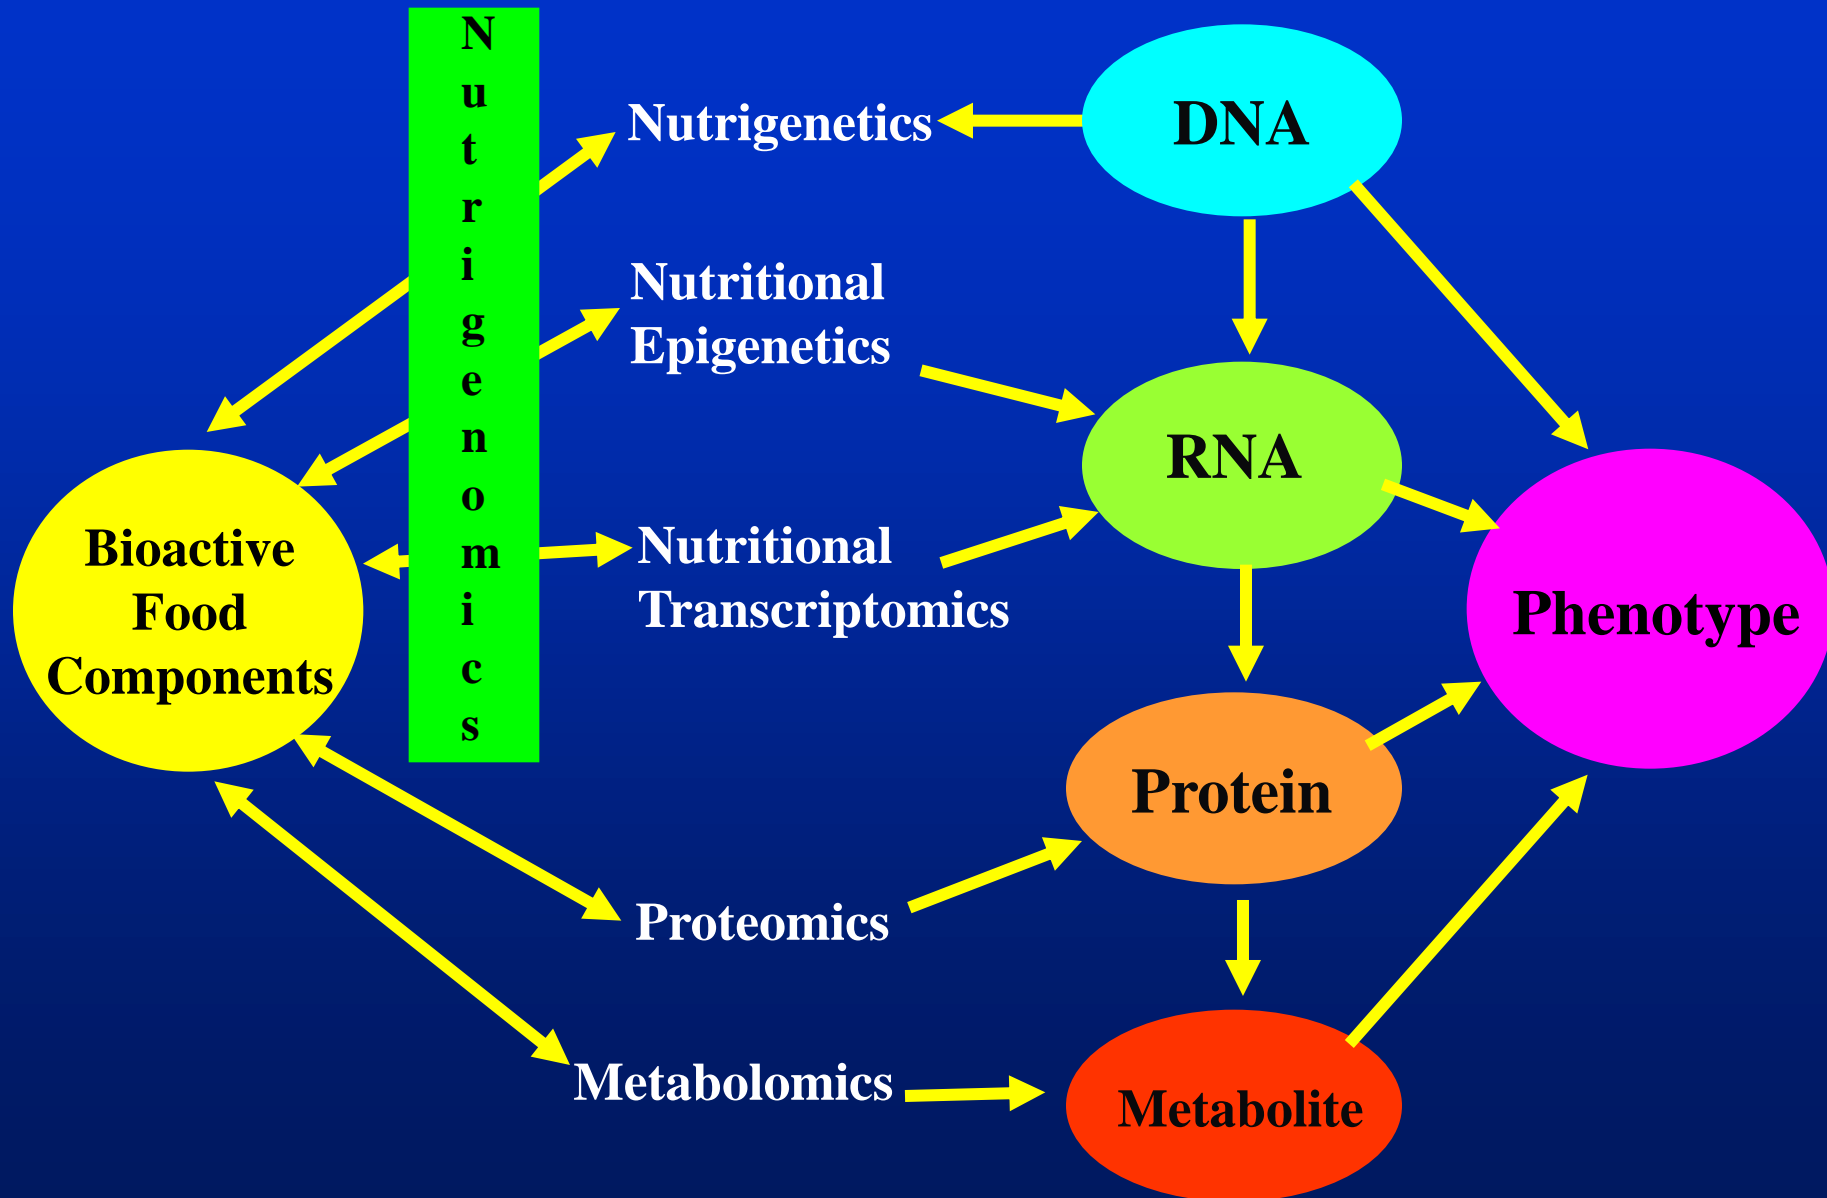 Nutrigenomics
Nutrigenetics
DNA
Nutritional
Epigenetics
RNA
Bioactive
Food
Components
Nutritional
Transcriptomics
Phenotype
Protein
Proteomics
Metabolomics
Metabolite